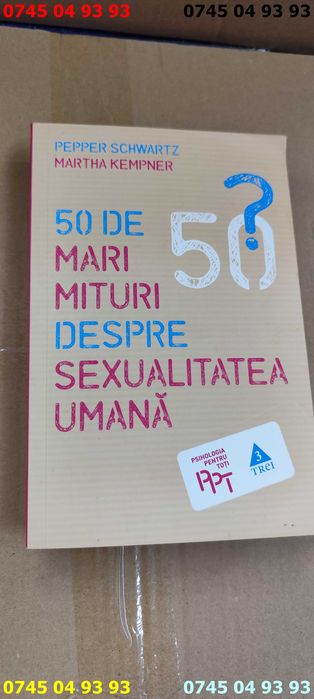 0745 04 93 93 0745 04 93 93
PEPPER SCHWARTZ
MARTHA KEMPNER
50?
50 DE
MARI
MITURI
DESPRE
SEXUALITATEA
UMANĂ
PSIHOLOGIA
PENTRU
TOȚI
PPT
3
TREI
0745 04 93 93 0745 04 93 93